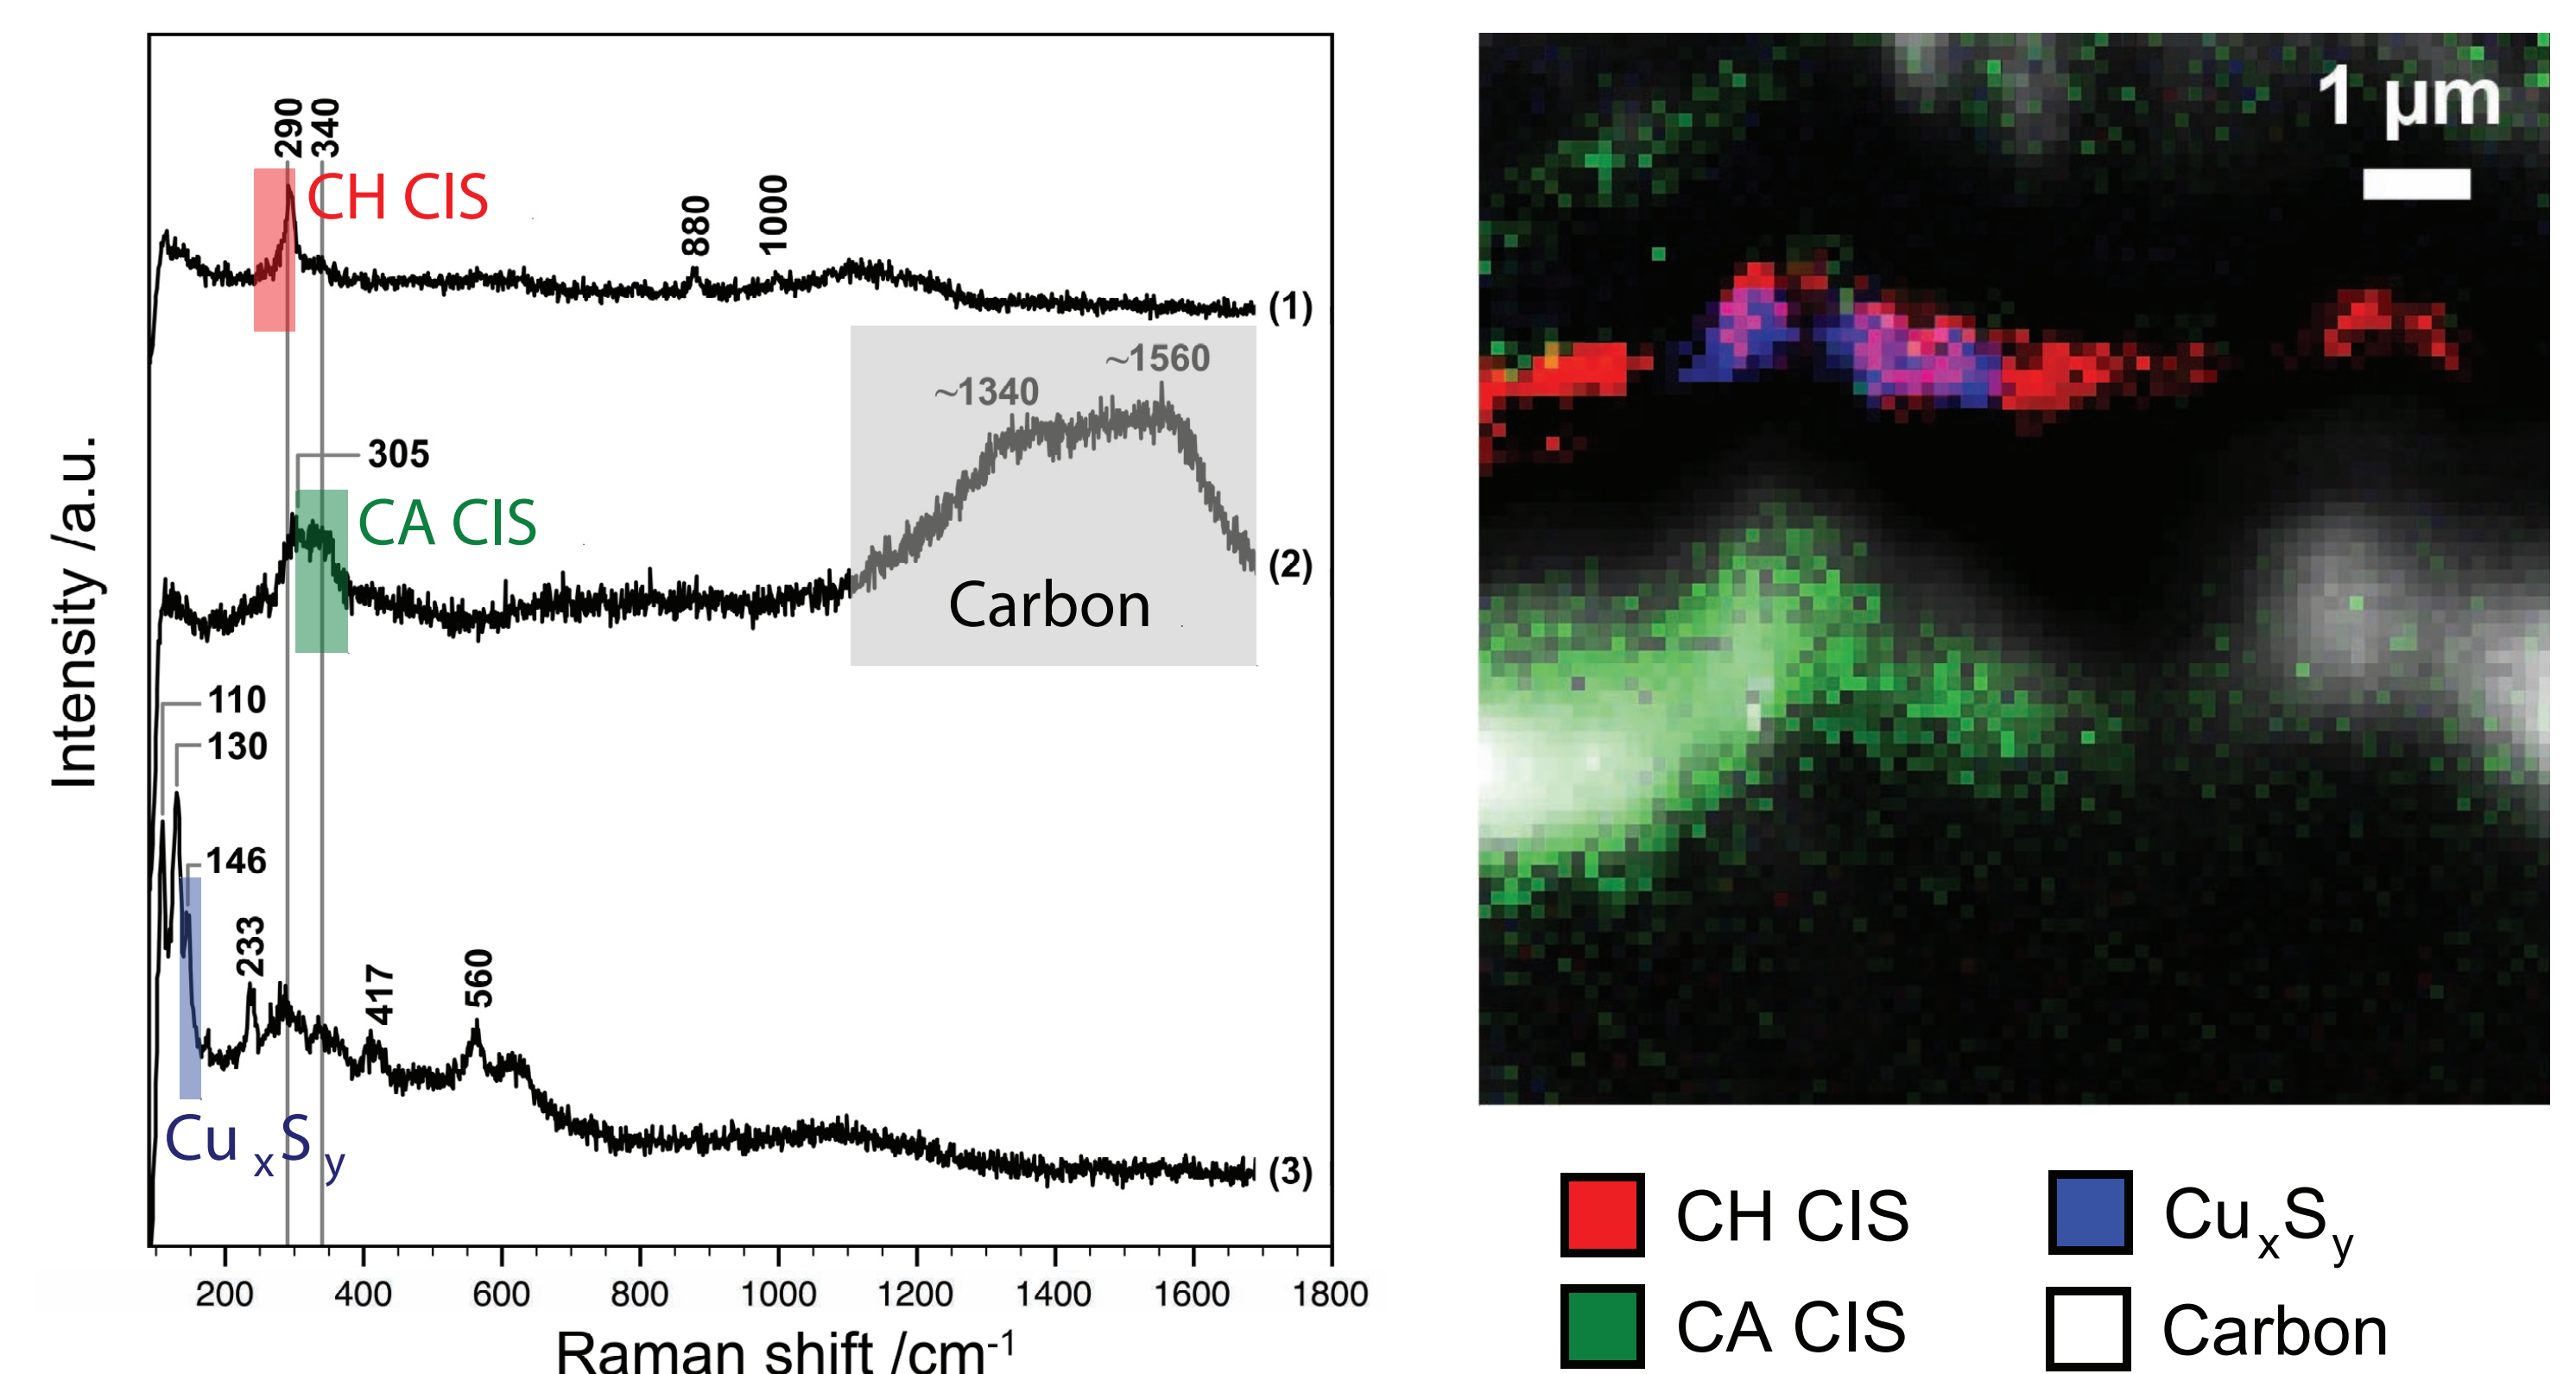 Intensity /a.u.
290
340
CH CIS
880
1000
(1)
~1560
~1340
305
CA CIS
(2)
Carbon
110
130
146
233
417
560
Cu x S y
(3)
200 400 600 800 1000 1200 1400 1600 1800
Raman shift /cm-1
1 µm
CH CIS
CuxSy
CA CIS
Carbon